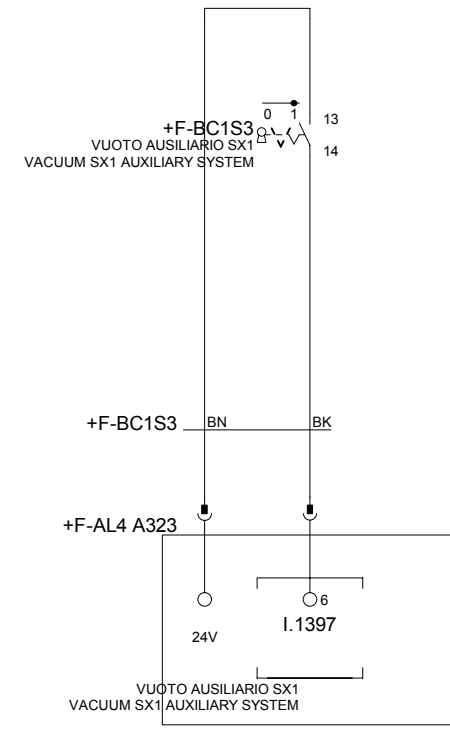 0 1
13
+F-BC1S3
VUOTO AUSILIARIO SX1
VACUUM SX1 AUXILIARY SYSTEM
14
+F-BC1S3
BN
BK
+F-AL4 A323
6
24V
I.1397
VUOTO AUSILIARIO SX1
VACUUM SX1 AUXILIARY SYSTEM